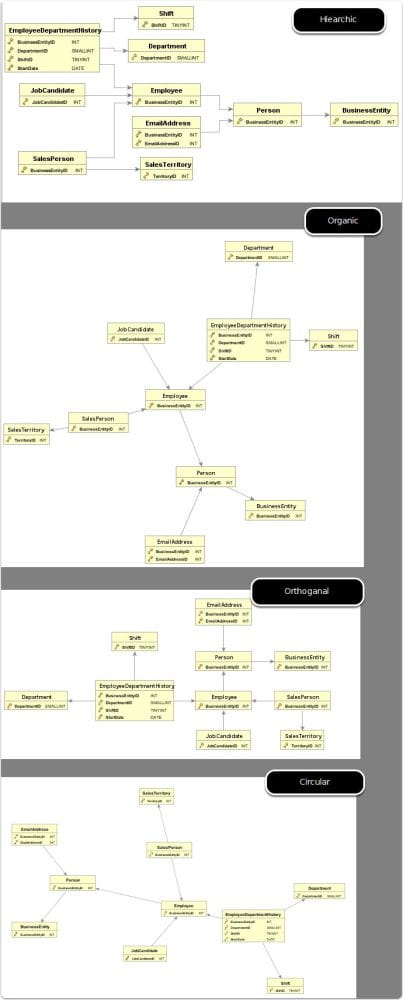 Hiearchic
Shift
ShiftID TINYINT
EmployeeDepartmentHistory
BusinessEntityID INT
DepartmentID SMALLINT
ShiftID TINYINT
StartDate DATE
Department
DepartmentID SMALLINT
JobCandidate
JobCandidateID INT
Employee
BusinessEntityID INT
Person
BusinessEntityID INT
BusinessEntity
BusinessEntityID INT
EmailAddress
BusinessEntityID INT
EmailAddressID INT
SalesPerson
BusinessEntityID INT
SalesTerritory
TerritoryID INT
Organic
Department
DepartmentID SMALLINT
JobCandidate
JobCandidateID INT
EmployeeDepartmentHistory
BusinessEntityID INT
DepartmentID SMALLINT
ShiftID TINYINT
StartDate DATE
Shift
ShiftID TINYINT
Employee
BusinessEntityID INT
SalesPerson
BusinessEntityID INT
SalesTerritory
TerritoryID INT
Person
BusinessEntityID INT
BusinessEntity
BusinessEntityID INT
EmailAddress
BusinessEntityID INT
EmailAddressID INT
Orthoganal
EmailAddress
BusinessEntityID INT
EmailAddressID INT
Shift
ShiftID TINYINT
Person
BusinessEntityID INT
BusinessEntity
BusinessEntityID INT
Department
DepartmentID SMALLINT
EmployeeDepartmentHistory
BusinessEntityID INT
DepartmentID SMALLINT
ShiftID TINYINT
StartDate DATE
Employee
BusinessEntityID INT
SalesPerson
BusinessEntityID INT
JobCandidate
JobCandidateID INT
SalesTerritory
TerritoryID INT
Circular
SalesTerritory
TerritoryID INT
EmailAddress
BusinessEntityID INT
EmailAddressID INT
SalesPerson
BusinessEntityID INT
Person
BusinessEntityID INT
Department
DepartmentID SMALLINT
Employee
BusinessEntityID INT
EmployeeDepartmentHistory
BusinessEntityID INT
DepartmentID SMALLINT
ShiftID TINYINT
StartDate DATE
BusinessEntity
BusinessEntityID INT
JobCandidate
JobCandidateID INT
Shift
ShiftID TINYINT